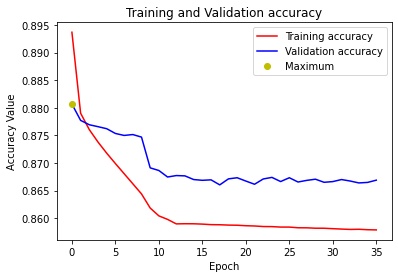 Training and Validation accuracy
Training accuracy
Validation accuracy
Maximum
Accuracy Value
0.895
0.890
0.885
0.880
0.875
0.870
0.865
0.860
0 5 10 15 20 25 30 35
Epoch